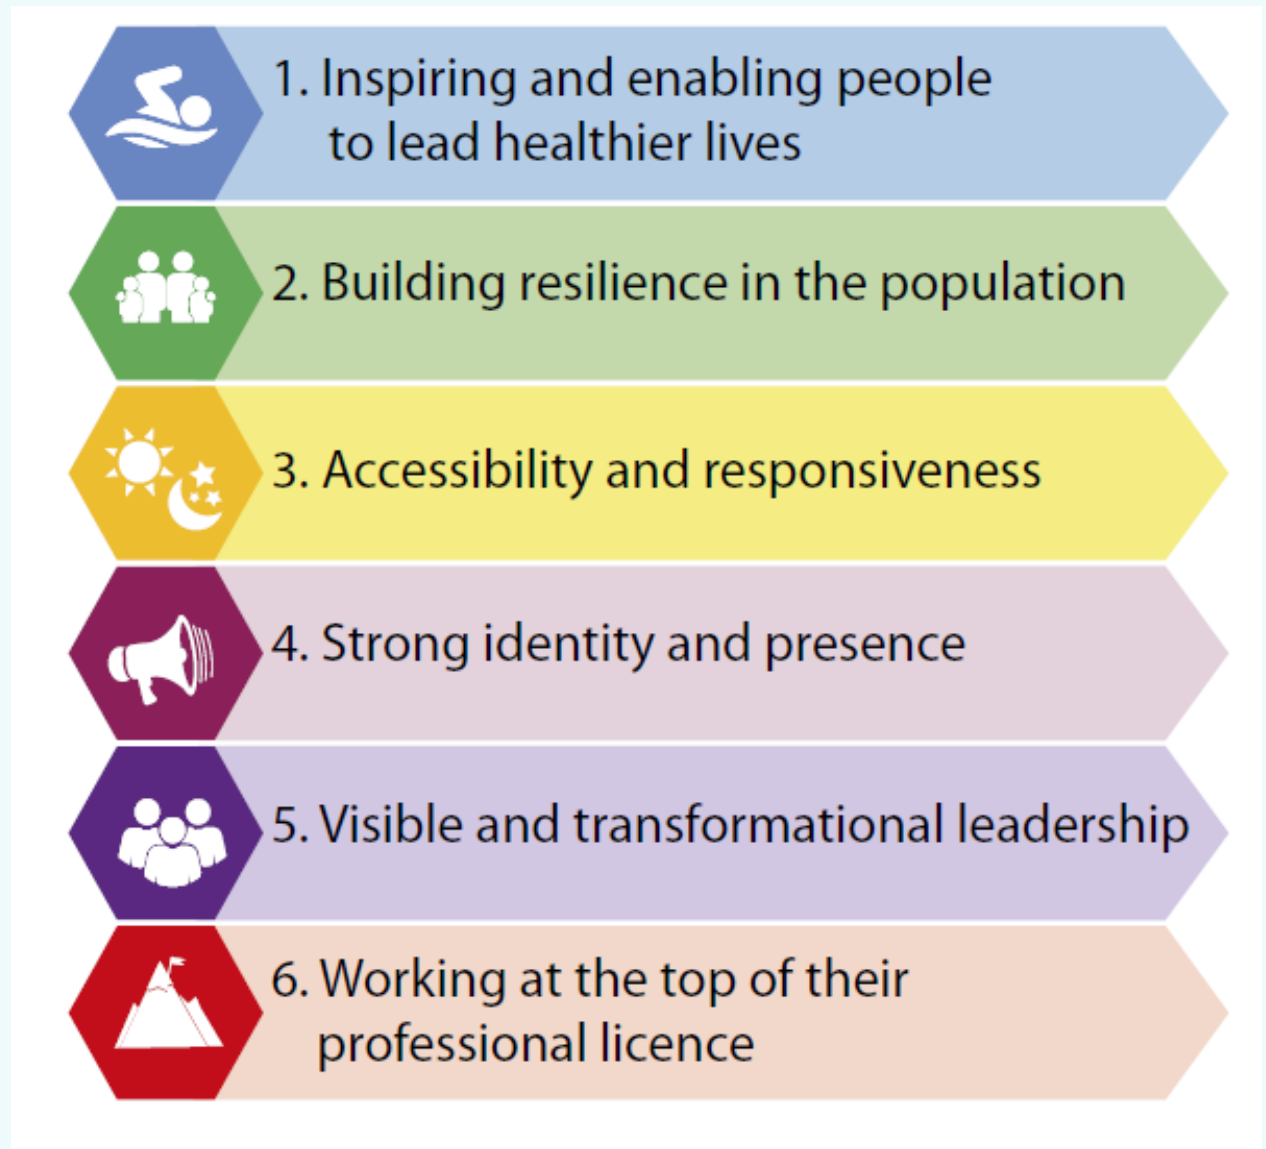 1. Inspiring and enabling people
to lead healthier lives
2. Building resilience in the population
3. Accessibility and responsiveness
4. Strong identity and presence
5. Visible and transformational leadership
6. Working at the top of their
professional licence